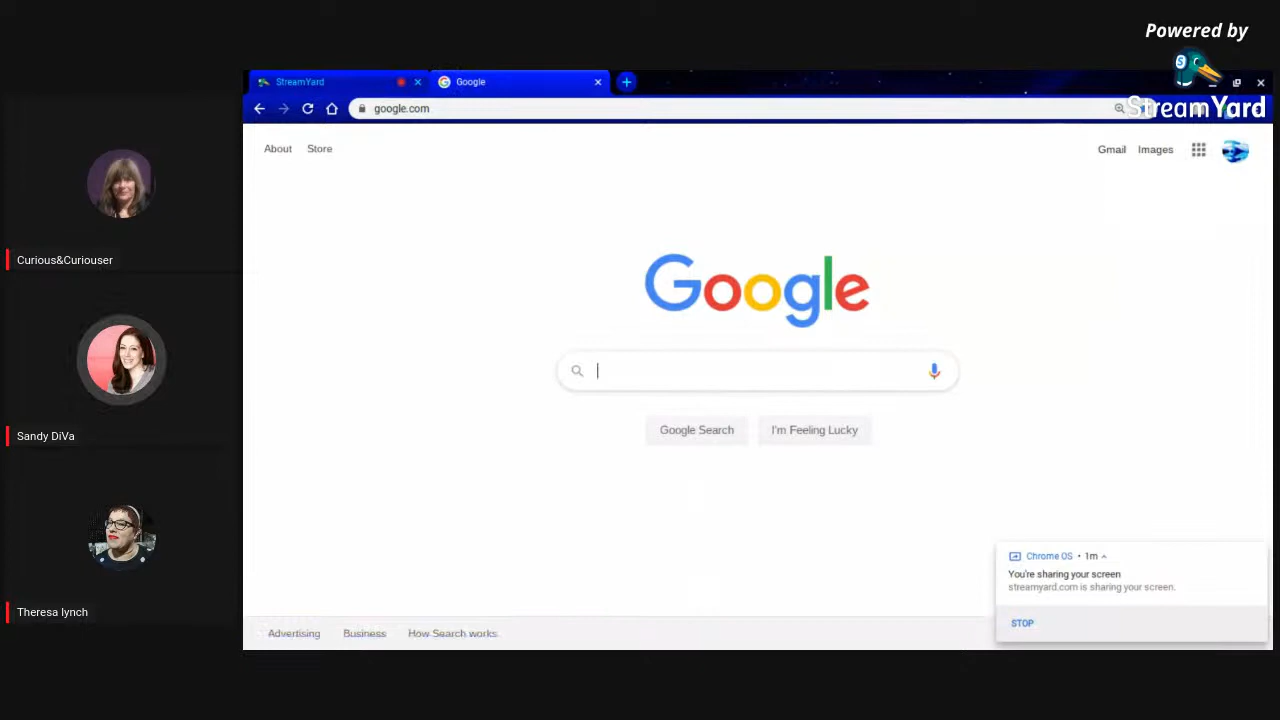 Powered by
StreamYard
StreamYard
Google
google.com
About Store
Gmail Images
Google
Google Search I'm Feeling Lucky
Curious&Curiouser
Sandy DiVa
Theresa lynch
Chrome OS • 1m
You're sharing your screen
streamyard.com is sharing your screen.
STOP
Advertising Business How Search works